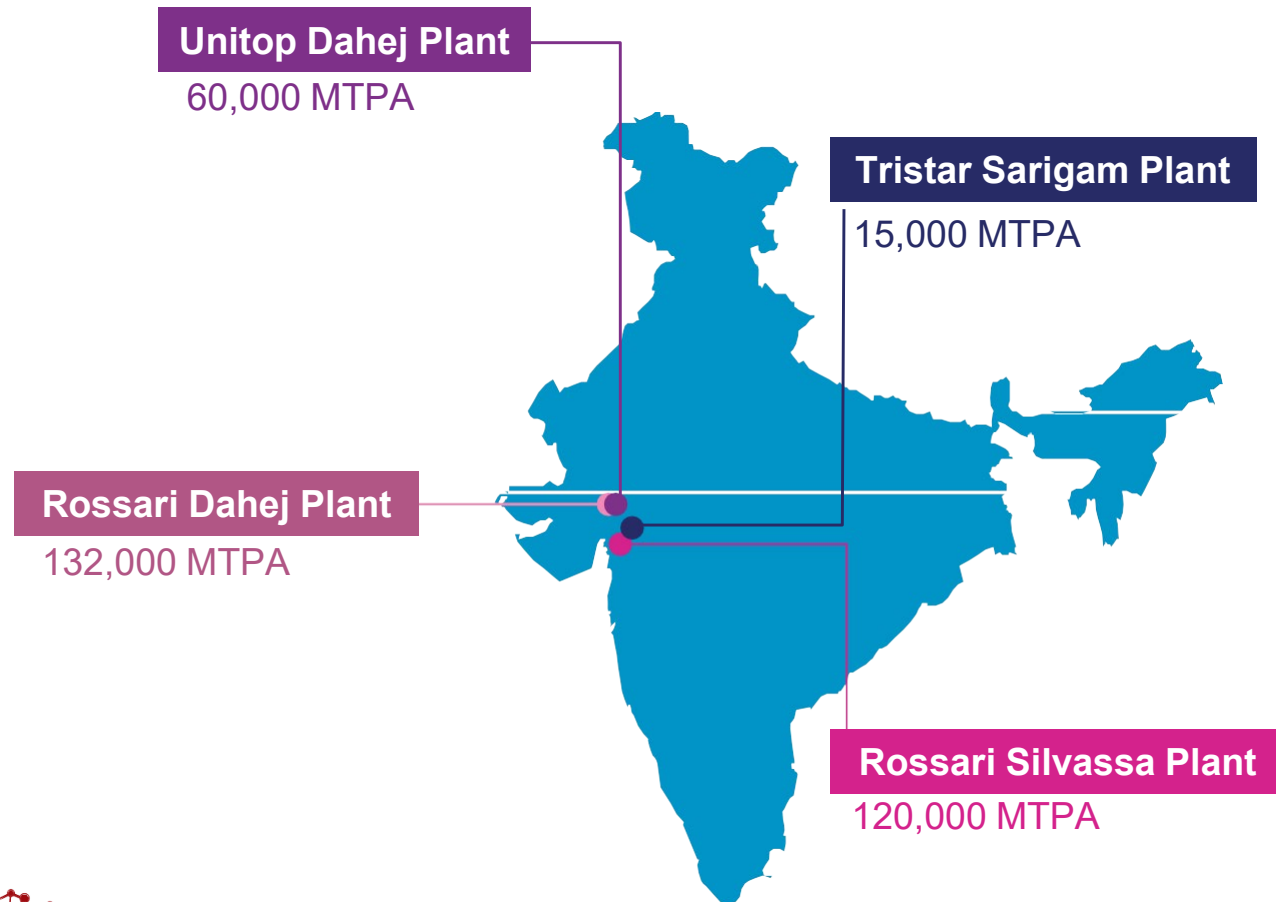 Unitop Dahej Plant
60,000 MTPA
Tristar Sarigam Plant
15,000 MTPA
Rossari Dahej Plant
132,000 MTPA
Rossari Silvassa Plant
120,000 MTPA